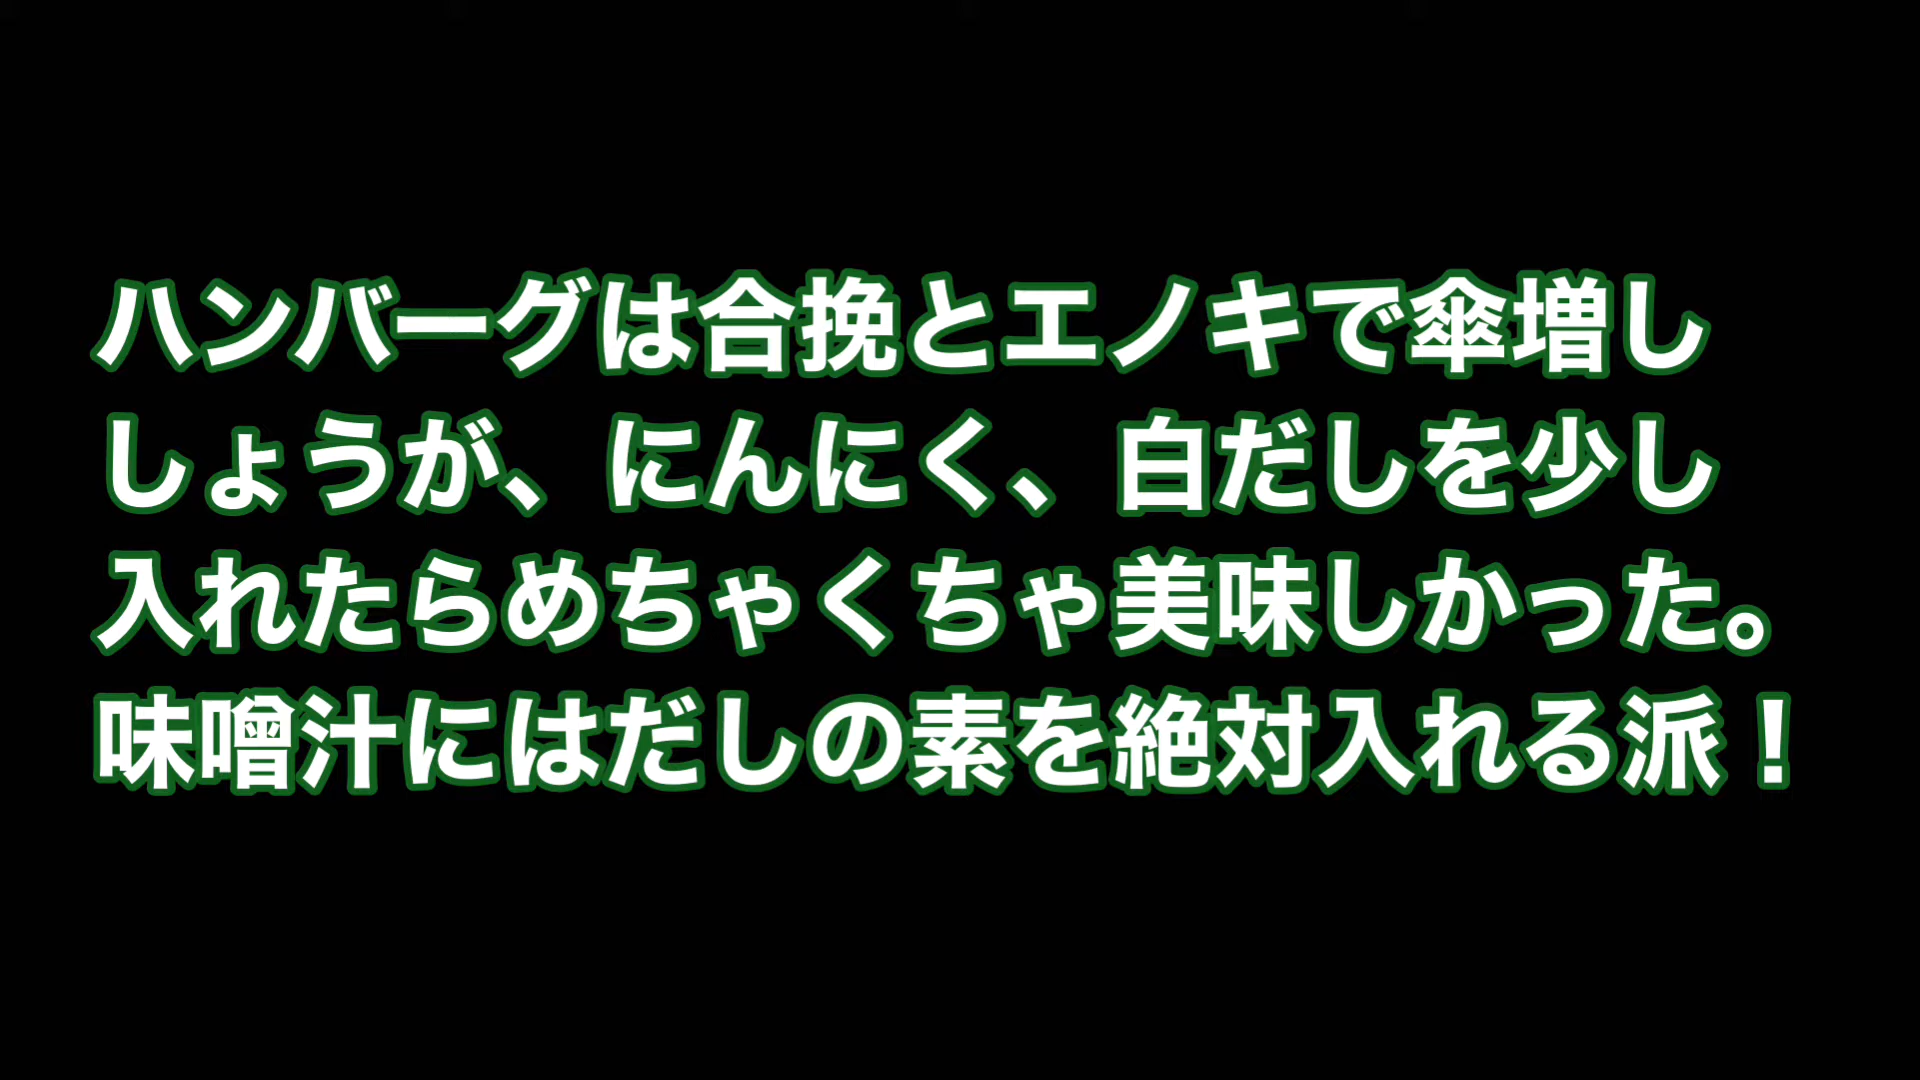 ハンバーグは合挽とエノキで傘増し
しょうが、にんにく、白だしを少し
入れたらめちゃくちゃ美味しかった。
味噌汁にはだしの素を絶対入れる派！